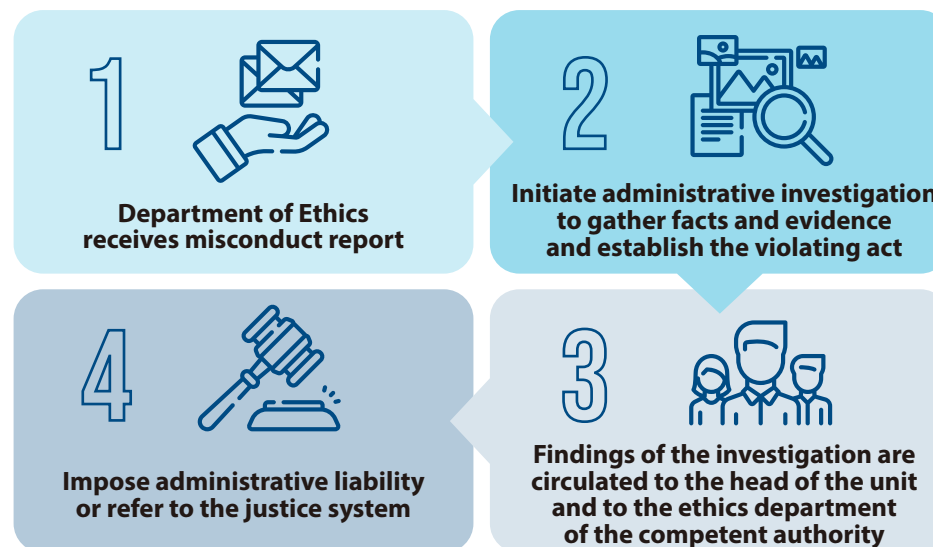 1
Department of Ethics
receives misconduct report
2
Initiate administrative investigation
to gather facts and evidence
and establish the violating act
3
Findings of the investigation are
circulated to the head of the unit
and to the ethics department
of the competent authority
4
Impose administrative liability
or refer to the justice system